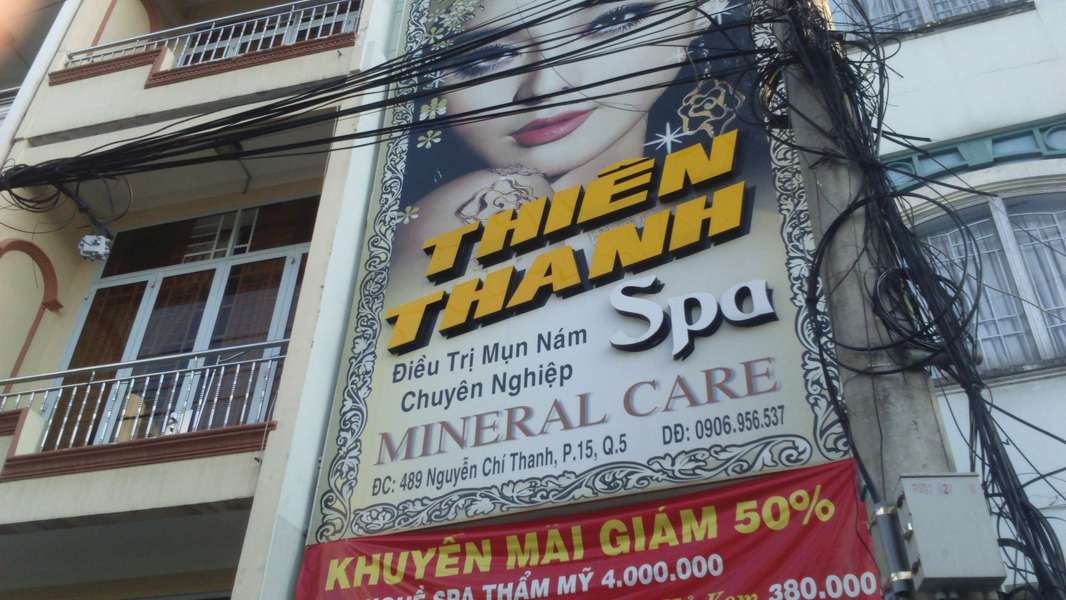 THIÊN
THANH
Spa
Điều Trị Mụn Nám
Chuyên Nghiệp
MINERAL CARE
ĐC: 489 Nguyễn Chí Thanh, P.15, Q.5 DĐ: 0906.956.537
KHUYẾN MÃI GIẢM 50%
NGHỀ SPA THẨM MỸ 4.000.000
380.000